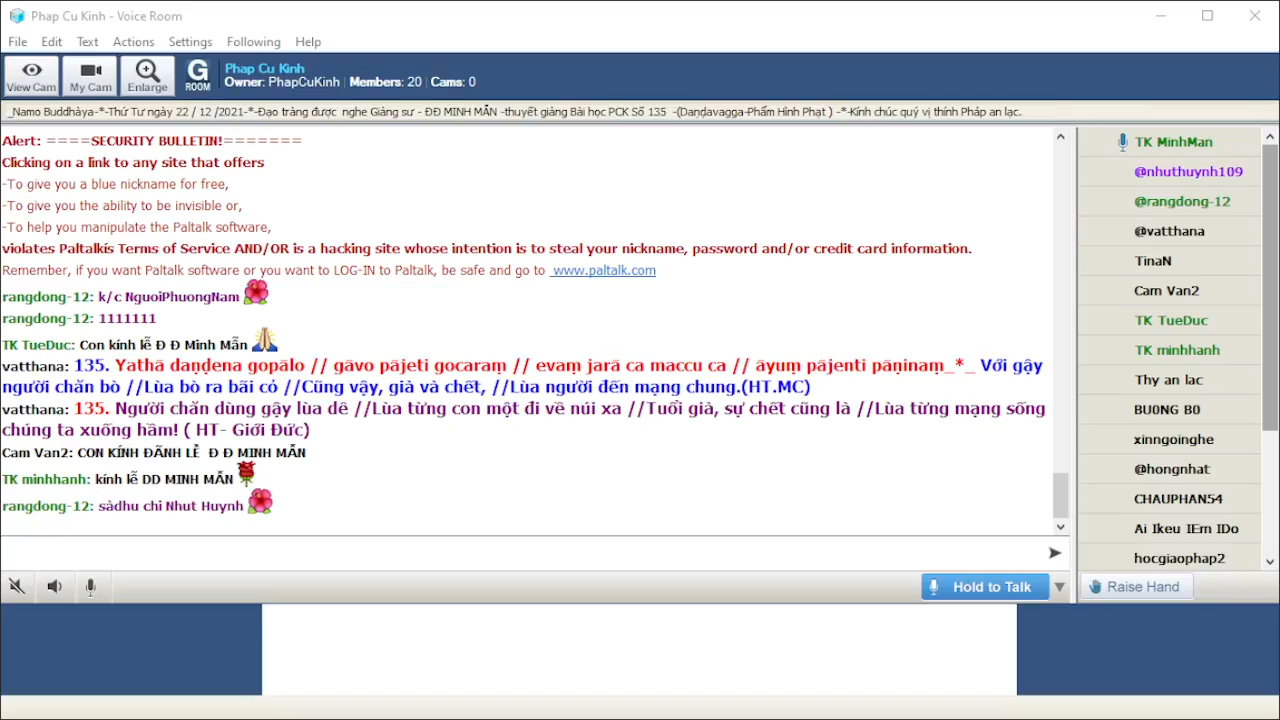 Phap Cu Kinh - Voice Room
File Edit Text Actions Settings Following Help
View Cam My Cam Enlarge G ROOM
Phap Cu Kinh
Owner: PhapCuKinh Members: 20 Cams: 0
_Namo Buddhàya-*-Thứ Tư ngày 22 / 12 /2021-*-Đạo tràng được nghe Giảng sư - ĐĐ MINH MẪN -thuyết giảng Bài học PCK Số 135 -(Daṇḍavagga-Phẩm Hình Phạt ) -*-Kính chúc quý vị thính Pháp an lạc.
Alert: ====SECURITY BULLETIN!=======
Clicking on a link to any site that offers
-To give you a blue nickname for free,
-To give you the ability to be invisible or,
-To help you manipulate the Paltalk software,
violates Paltalkís Terms of Service AND/OR is a hacking site whose intention is to steal your nickname, password and/or credit card information.
Remember, if you want Paltalk software or you want to LOG-IN to Paltalk, be safe and go to www.paltalk.com
rangdong-12: k/c NguoiPhuongNam
rangdong-12: 1111111
TK TueDuc: Con kính lễ Đ Đ Minh Mẫn
vatthana: 135. Yathā daṇḍena gopālo // gāvo pājeti gocaraṃ // evaṃ jarā ca maccu ca // āyuṃ pājenti pāṇinaṃ_*_ Với gậy
người chăn bò //Lùa bò ra bãi cỏ //Cũng vậy, già và chết, //Lùa người đến mạng chung.(HT.MC)
vatthana: 135. Người chăn dùng gậy lùa dê //Lùa từng con một đi về núi xa //Tuổi già, sự chết cũng là //Lùa từng mạng sống
chúng ta xuống hầm! ( HT- Giới Đức)
Cam Van2: CON KÍNH ĐÃNH LỄ Đ Đ MINH MẪN
TK minhhanh: kính lễ DD MINH MẪN
rangdong-12: sàdhu chi Nhut Huynh
Hold to Talk
TK MinhMan
@nhuthuynh109
@rangdong-12
@vatthana
TinaN
Cam Van2
TK TueDuc
TK minhhanh
Thy an lac
BU0NG B0
xinngoinghe
@hongnhat
CHAUPHAN54
Ai Ikeu IEm IDo
hocgiaophap2
Raise Hand